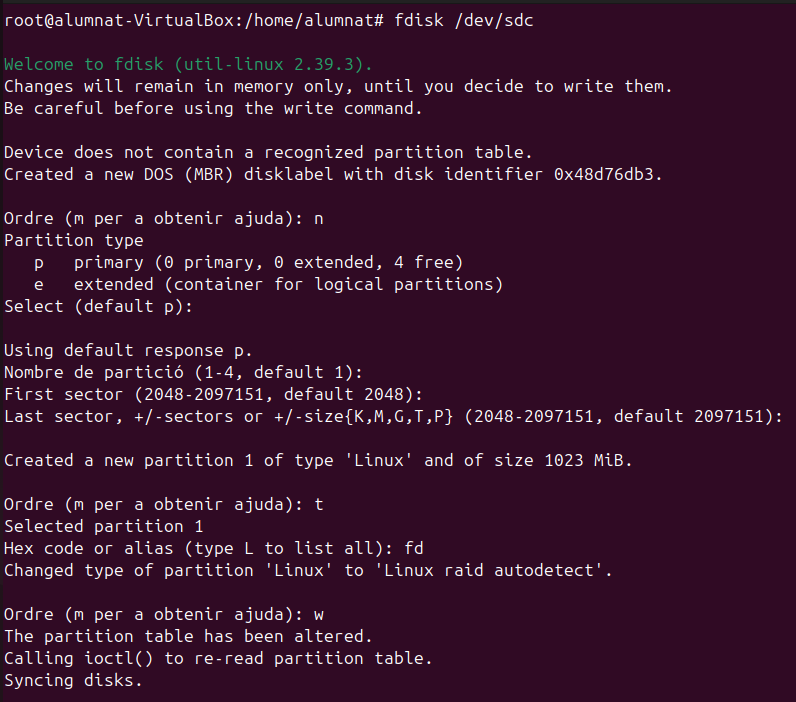 root@alumnat-VirtualBox:/home/alumnat# fdisk /dev/sdc
Welcome to fdisk (util-linux 2.39.3).
Changes will remain in memory only, until you decide to write them.
Be careful before using the write command.
Device does not contain a recognized partition table.
Created a new DOS (MBR) disklabel with disk identifier 0x48d76db3.
Ordre (m per a obtenir ajuda): n
Partition type
   p   primary (0 primary, 0 extended, 4 free)
   e   extended (container for logical partitions)
Select (default p):
Using default response p.
Nombre de partició (1-4, default 1):
First sector (2048-2097151, default 2048):
Last sector, +/-sectors or +/-size{K,M,G,T,P} (2048-2097151, default 2097151):
Created a new partition 1 of type 'Linux' and of size 1023 MiB.
Ordre (m per a obtenir ajuda): t
Selected partition 1
Hex code or alias (type L to list all): fd
Changed type of partition 'Linux' to 'Linux raid autodetect'.
Ordre (m per a obtenir ajuda): w
The partition table has been altered.
Calling ioctl() to re-read partition table.
Syncing disks.